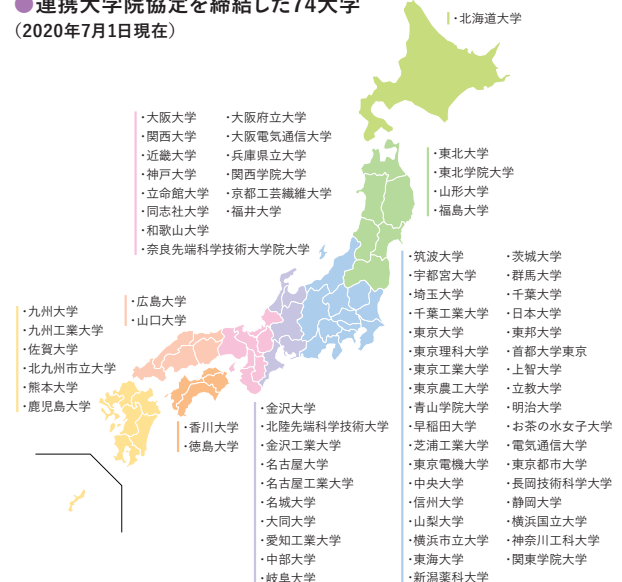 ●連携大学院協定を締結した74大学
（2020年7月1日現在）
・北海道大学
・東北大学
・東北学院大学
・山形大学
・福島大学
・大阪大学
・関西大学
・近畿大学
・神戸大学
・立命館大学
・同志社大学
・和歌山大学
・奈良先端科学技術大学院大学
・大阪府立大学
・大阪電気通信大学
・兵庫県立大学
・関西学院大学
・京都工芸繊維大学
・福井大学
・広島大学
・山口大学
・九州大学
・九州工業大学
・佐賀大学
・北九州市立大学
・熊本大学
・鹿児島大学
・香川大学
・徳島大学
・金沢大学
・北陸先端科学技術大学
・金沢工業大学
・名古屋大学
・名古屋工業大学
・名城大学
・大同大学
・愛知工業大学
・中部大学
・岐阜大学
・筑波大学
・宇都宮大学
・埼玉大学
・千葉工業大学
・東京大学
・東京理科大学
・東京工業大学
・東京農工大学
・青山学院大学
・早稲田大学
・芝浦工業大学
・東京電機大学
・中央大学
・信州大学
・山梨大学
・横浜市立大学
・東海大学
・新潟薬科大学
・茨城大学
・群馬大学
・千葉大学
・日本大学
・東邦大学
・首都大学東京
・上智大学
・立教大学
・明治大学
・お茶の水女子大学
・電気通信大学
・東京都市大学
・長岡技術科学大学
・静岡大学
・横浜国立大学
・神奈川工科大学
・関東学院大学